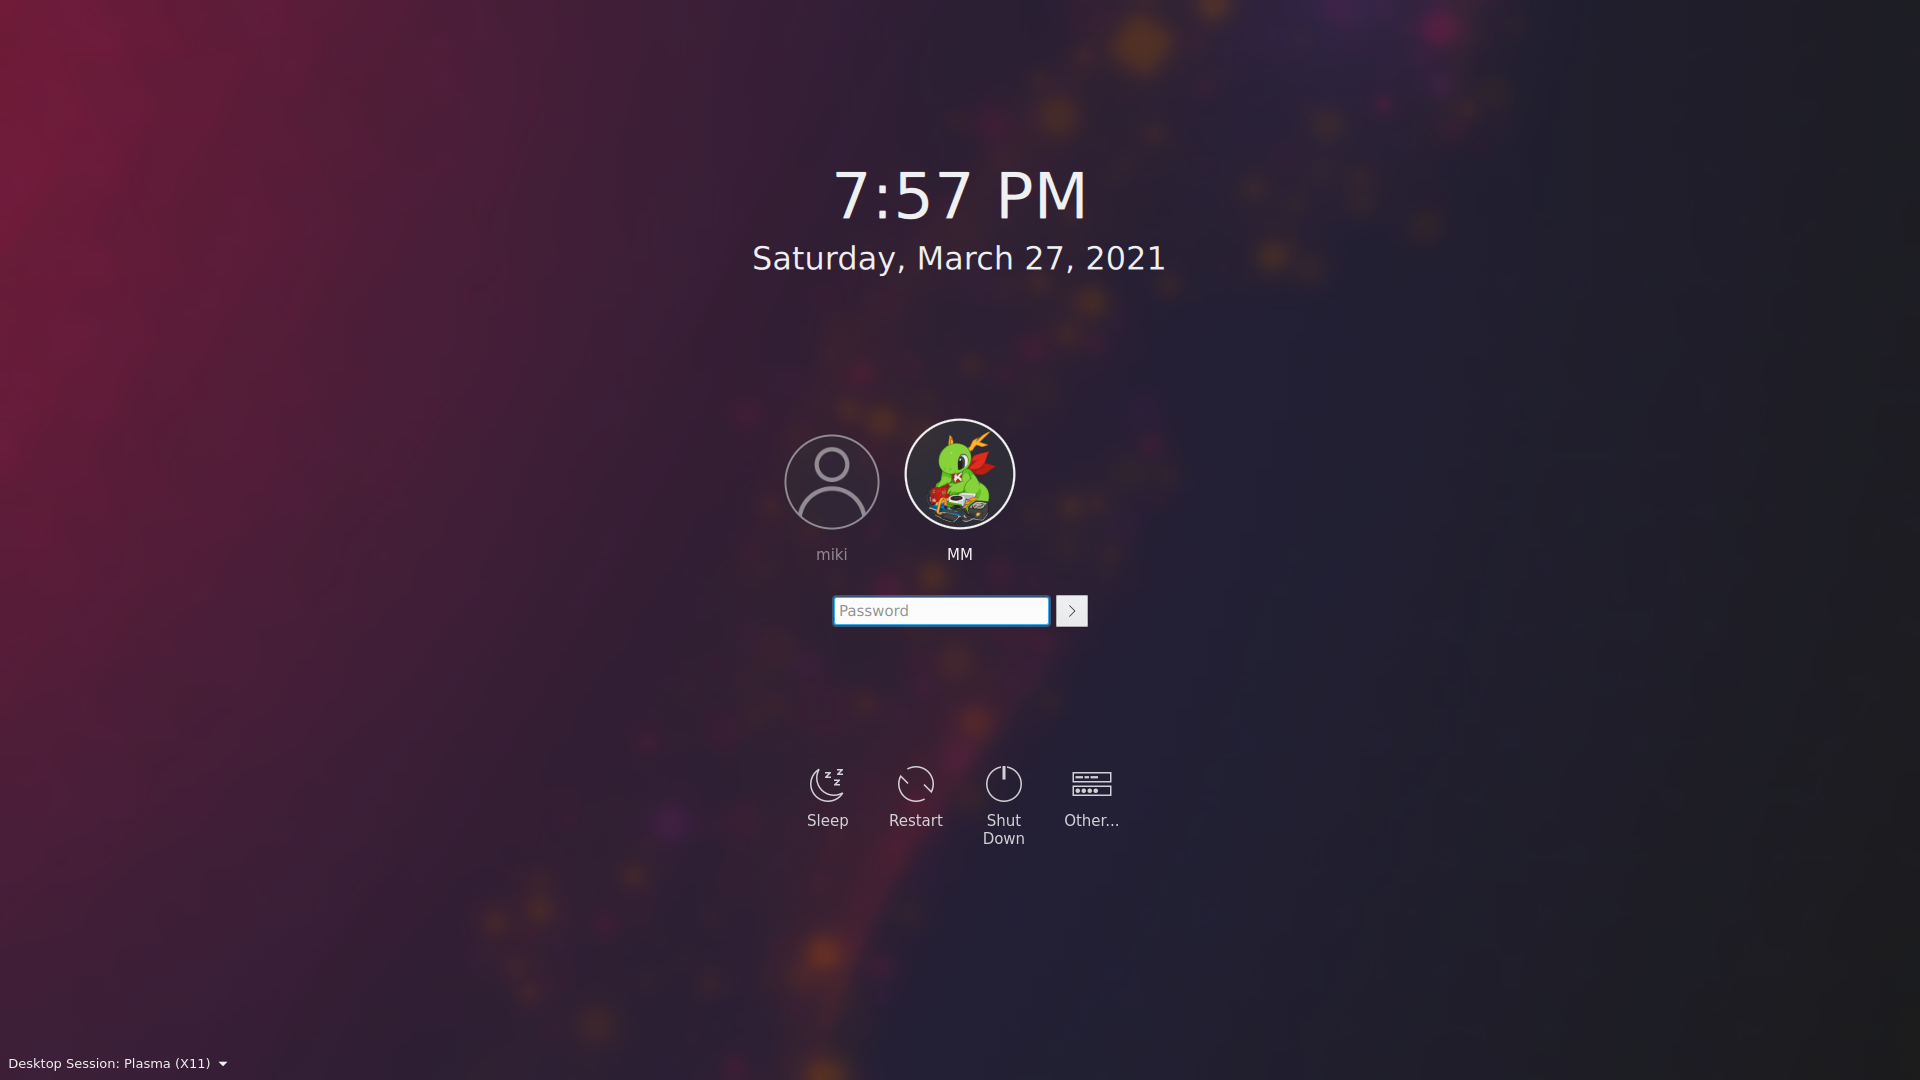 7:57 PM
Saturday, March 27, 2021
miki
MM
Password
Sleep
Restart
Shut
Down
Other...
Desktop Session: Plasma (X11)